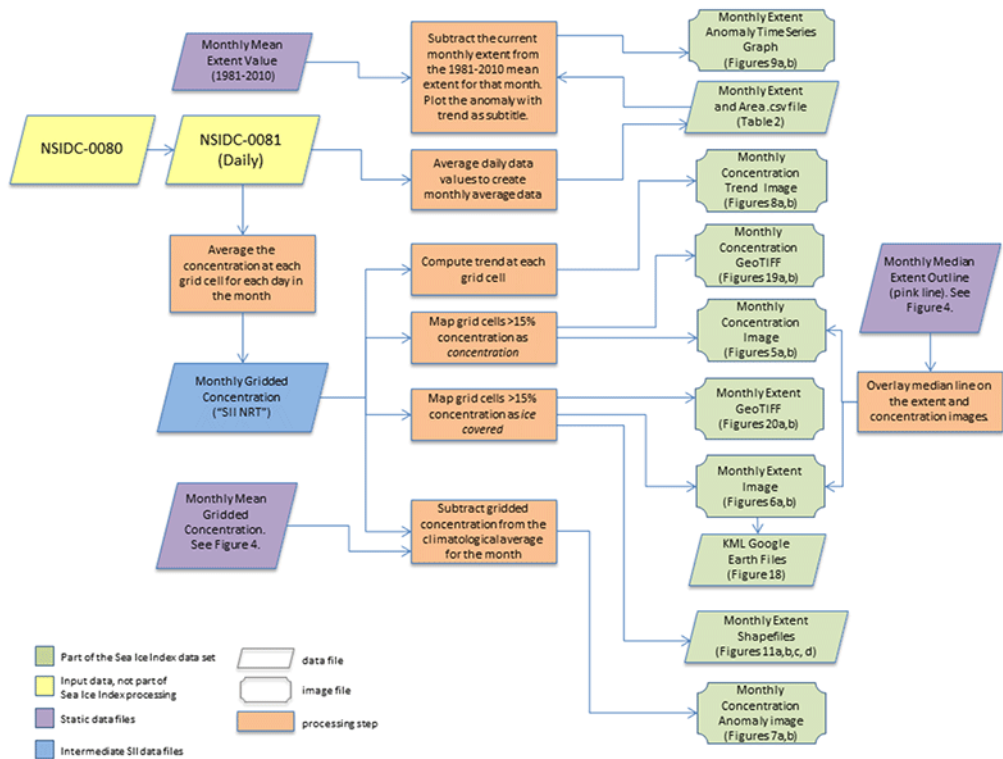 Monthly Mean
Extent Value
(1981-2010)
Subtract the current
monthly extent from
the 1981-2010 mean
extent for that month.
Plot the anomaly with
trend as subtitle.
Monthly Extent
Anomaly Time Series
Graph
(Figures 9a,b)
Monthly Extent
and Area .csv file
(Table 2)
NSIDC-0080
NSIDC-0081
(Daily)
Average daily data
values to create
monthly average data
Monthly
Concentration
Trend Image
(Figures 8a,b)
Average the
concentration at each
grid cell for each day in
the month
Compute trend at each
grid cell
Monthly
Concentration
GeoTIFF
(Figures 19a,b)
Monthly Median
Extent Outline
(pink line). See
Figure 4.
Map grid cells >15%
concentration as
concentration
Monthly
Concentration
Image
(Figures 5a,b)
Monthly Gridded
Concentration
("SII NRT")
Map grid cells >15%
concentration as ice
covered
Monthly Extent
GeoTIFF
(Figures 20a,b)
Overlay median line on
the extent and
concentration images.
Monthly Extent
Image
(Figures 6a,b)
Monthly Mean
Gridded
Concentration.
See Figure 4.
Subtract gridded
concentration from the
climatological average
for the month
KML Google
Earth Files
(Figure 18)
Monthly Extent
Shapefiles
(Figures 11a,b,c, d)
Monthly
Concentration
Anomaly image
(Figures 7a,b)
Part of the Sea Ice Index data set
Input data, not part of
Sea Ice Index processing
Static data files
Intermediate SII data files
data file
image file
processing step